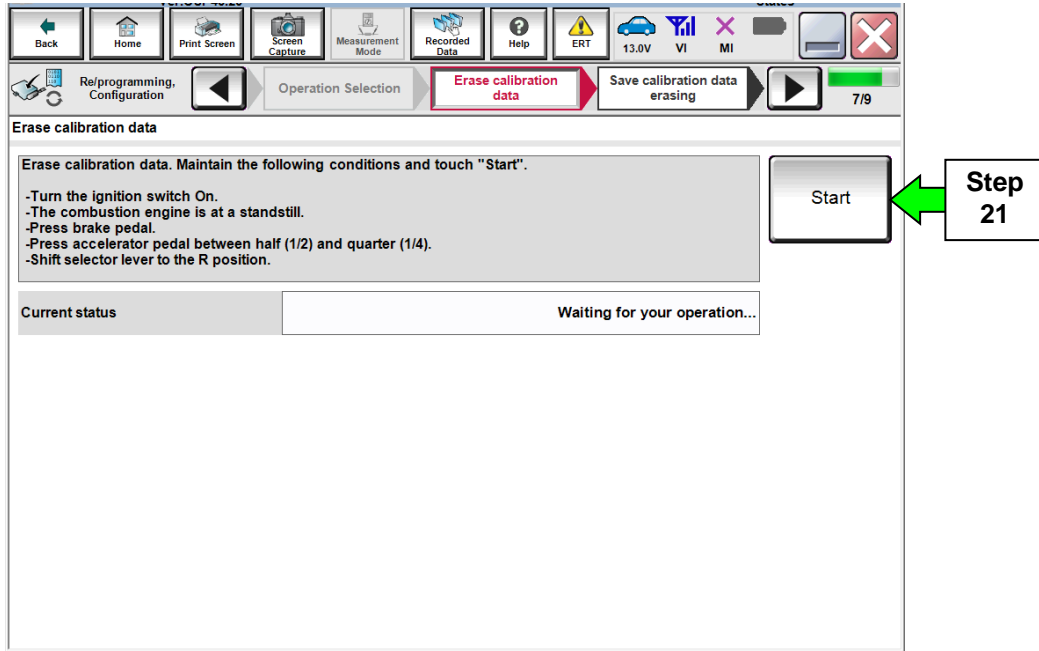 Back
Home
Print Screen
Screen
Capture
Measurement
Mode
Recorded
Data
Help
ERT
13.0V
VI
MI
Re/programming,
Configuration
Operation Selection
Erase calibration
data
Save calibration data
erasing
7/9
Erase calibration data
Erase calibration data. Maintain the following conditions and touch "Start".
-Turn the ignition switch On.
-The combustion engine is at a standstill.
-Press brake pedal.
-Press accelerator pedal between half (1/2) and quarter (1/4).
-Shift selector lever to the R position.
Start
Step
21
Current status
Waiting for your operation...